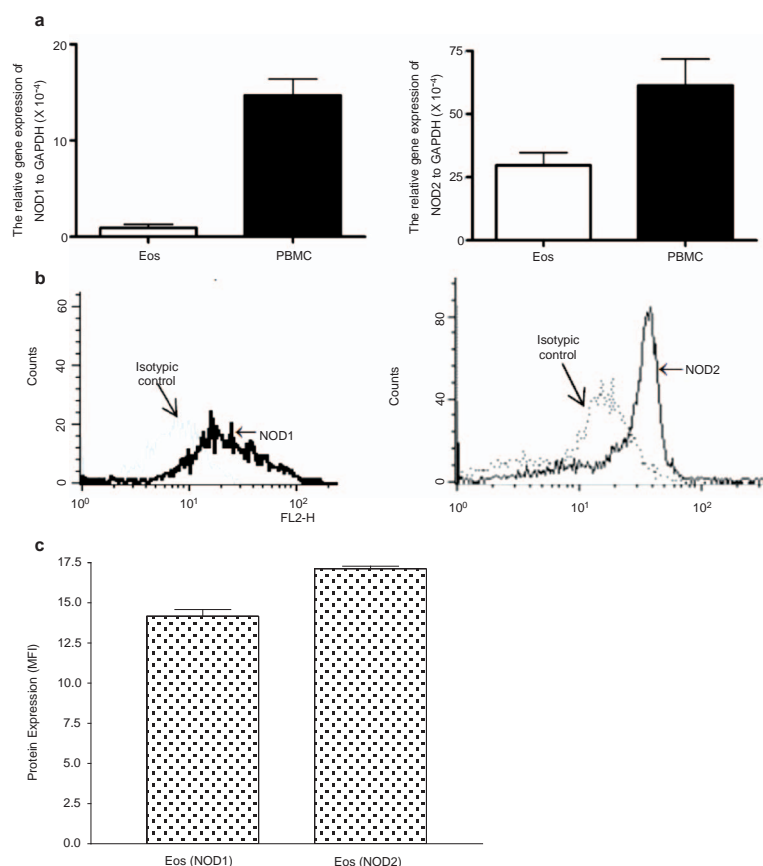 a
The relative gene expression of
NOD1 to GAPDH (X 10⁻⁴)
20
15
10
5
0
Eos
PBMC
The relative gene expression of
NOD2 to GAPDH (X 10⁻⁴)
75
50
25
0
Eos
PBMC
b
Counts
60
40
20
0
Isotypic
control
NOD1
10⁰
10¹
10²
FL2-H
Counts
80
40
0
Isotypic
control
NOD2
10⁰
10¹
10²
c
Protein Expression (MFI)
17.5
15.0
12.5
10.0
7.5
5.0
2.5
0.0
Eos (NOD1)
Eos (NOD2)